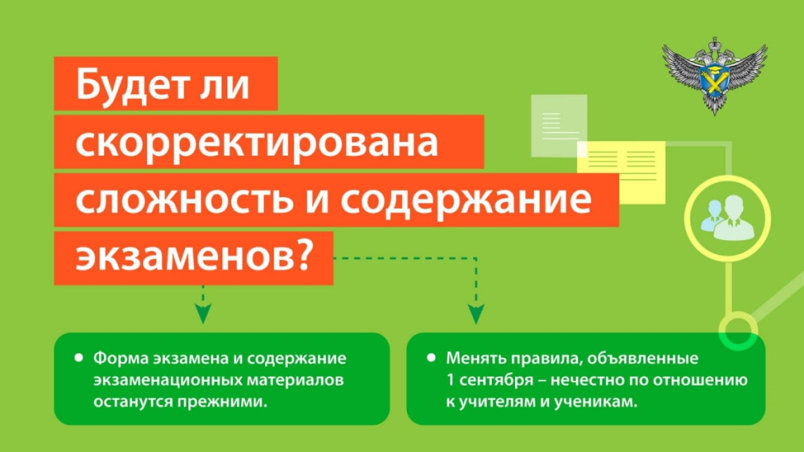 Будет ли
скорректирована
сложность и содержание
экзаменов?
• Форма экзамена и содержание
экзаменационных материалов
останутся прежними.
• Менять правила, объявленные
1 сентября – нечестно по отношению
к учителям и ученикам.